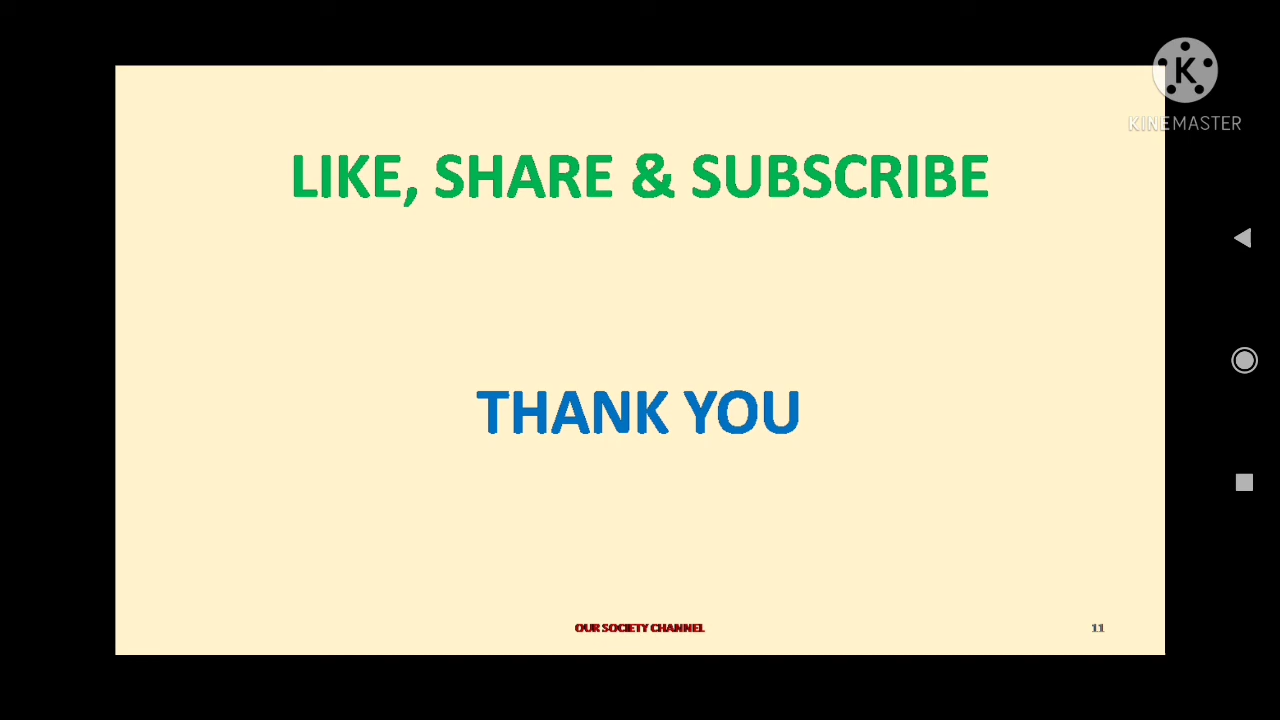 K
KINEMASTER
LIKE, SHARE & SUBSCRIBE
THANK YOU
OUR SOCIETY CHANNEL
11